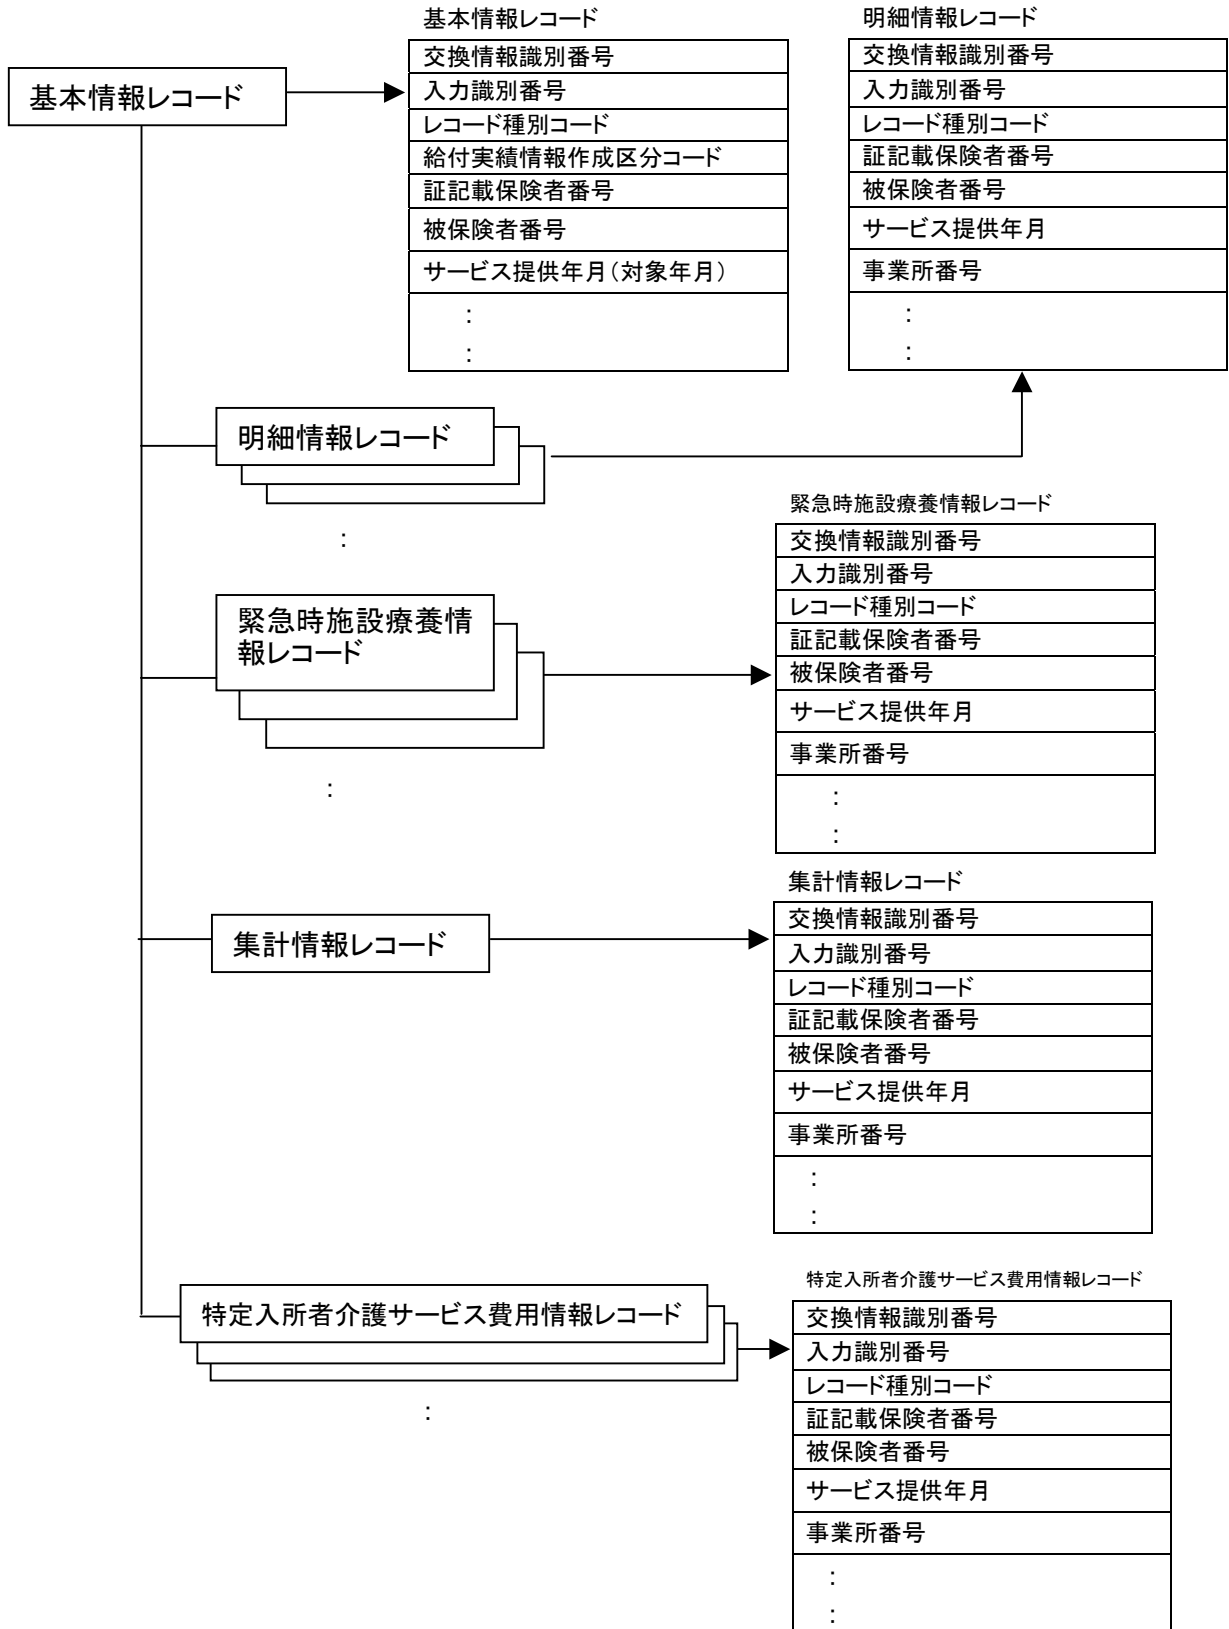 基本情報レコード
基本情報レコード
交換情報識別番号
入力識別番号
レコード種別コード
給付実績情報作成区分コード
証記載保険者番号
被保険者番号
サービス提供年月(対象年月)
:
:
明細情報レコード
交換情報識別番号
入力識別番号
レコード種別コード
証記載保険者番号
被保険者番号
サービス提供年月
事業所番号
:
:
明細情報レコード
:
緊急時施設療養情
報レコード
:
緊急時施設療養情報レコード
交換情報識別番号
入力識別番号
レコード種別コード
証記載保険者番号
被保険者番号
サービス提供年月
事業所番号
:
:
集計情報レコード
集計情報レコード
交換情報識別番号
入力識別番号
レコード種別コード
証記載保険者番号
被保険者番号
サービス提供年月
事業所番号
:
:
特定入所者介護サービス費用情報レコード
:
特定入所者介護サービス費用情報レコード
交換情報識別番号
入力識別番号
レコード種別コード
証記載保険者番号
被保険者番号
サービス提供年月
事業所番号
:
: